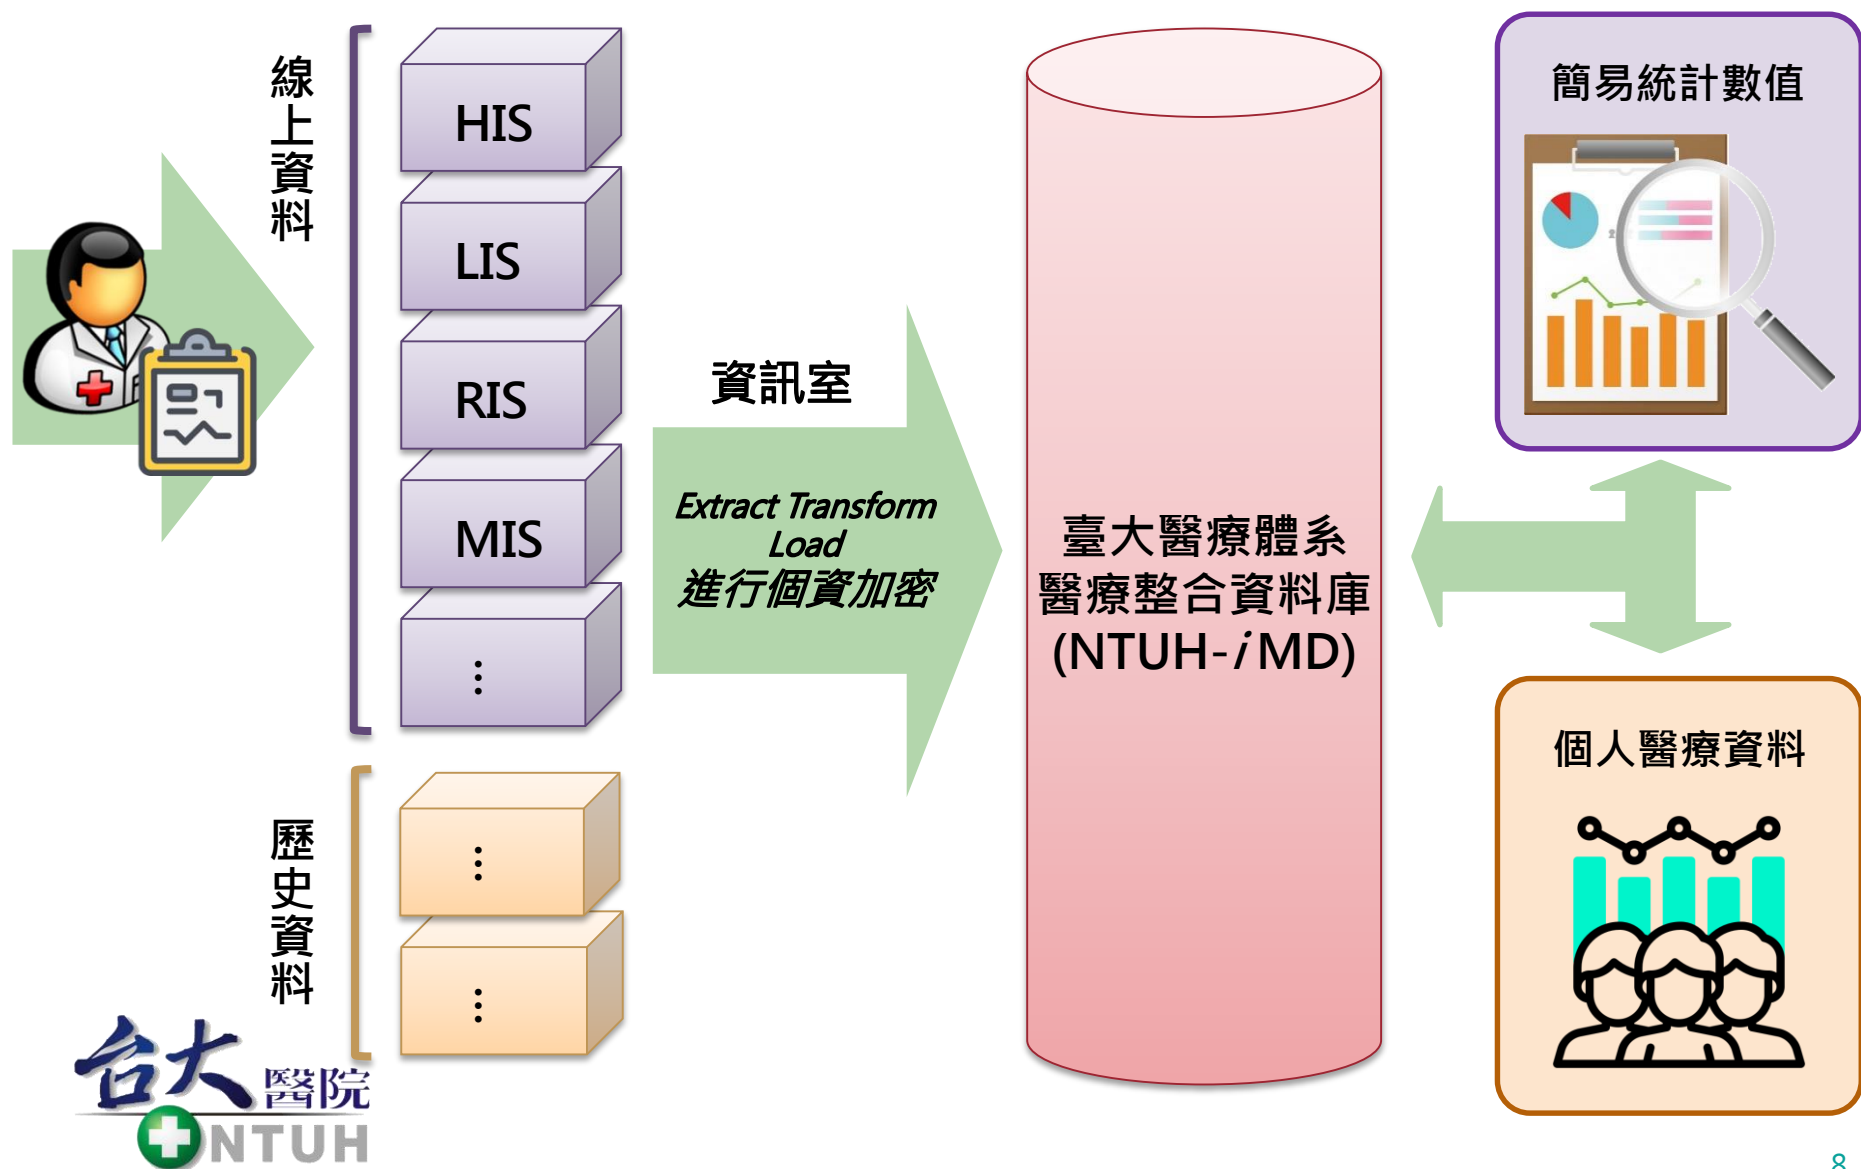 線上資料
HIS
LIS
RIS
MIS
...
歷史資料
...
...
資訊室
Extract Transform
Load
進行個資加密
臺大醫療體系
醫療整合資料庫
(NTUH-iMD)
簡易統計數值
個人醫療資料
台大醫院
NTUH
8